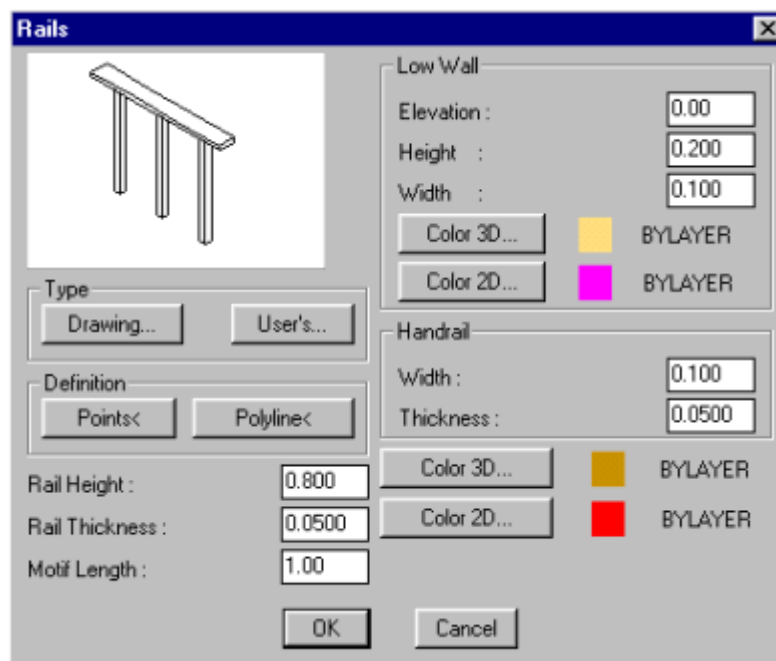 Rails
Type
Drawing... User's...
Definition
Points< Polyline<
Rail Height : 0.800
Rail Thickness : 0.0500
Motif Length : 1.00
Low Wall
Elevation : 0.00
Height : 0.200
Width : 0.100
Color 3D... BYLAYER
Color 2D... BYLAYER
Handrail
Width : 0.100
Thickness : 0.0500
Color 3D... BYLAYER
Color 2D... BYLAYER
OK Cancel